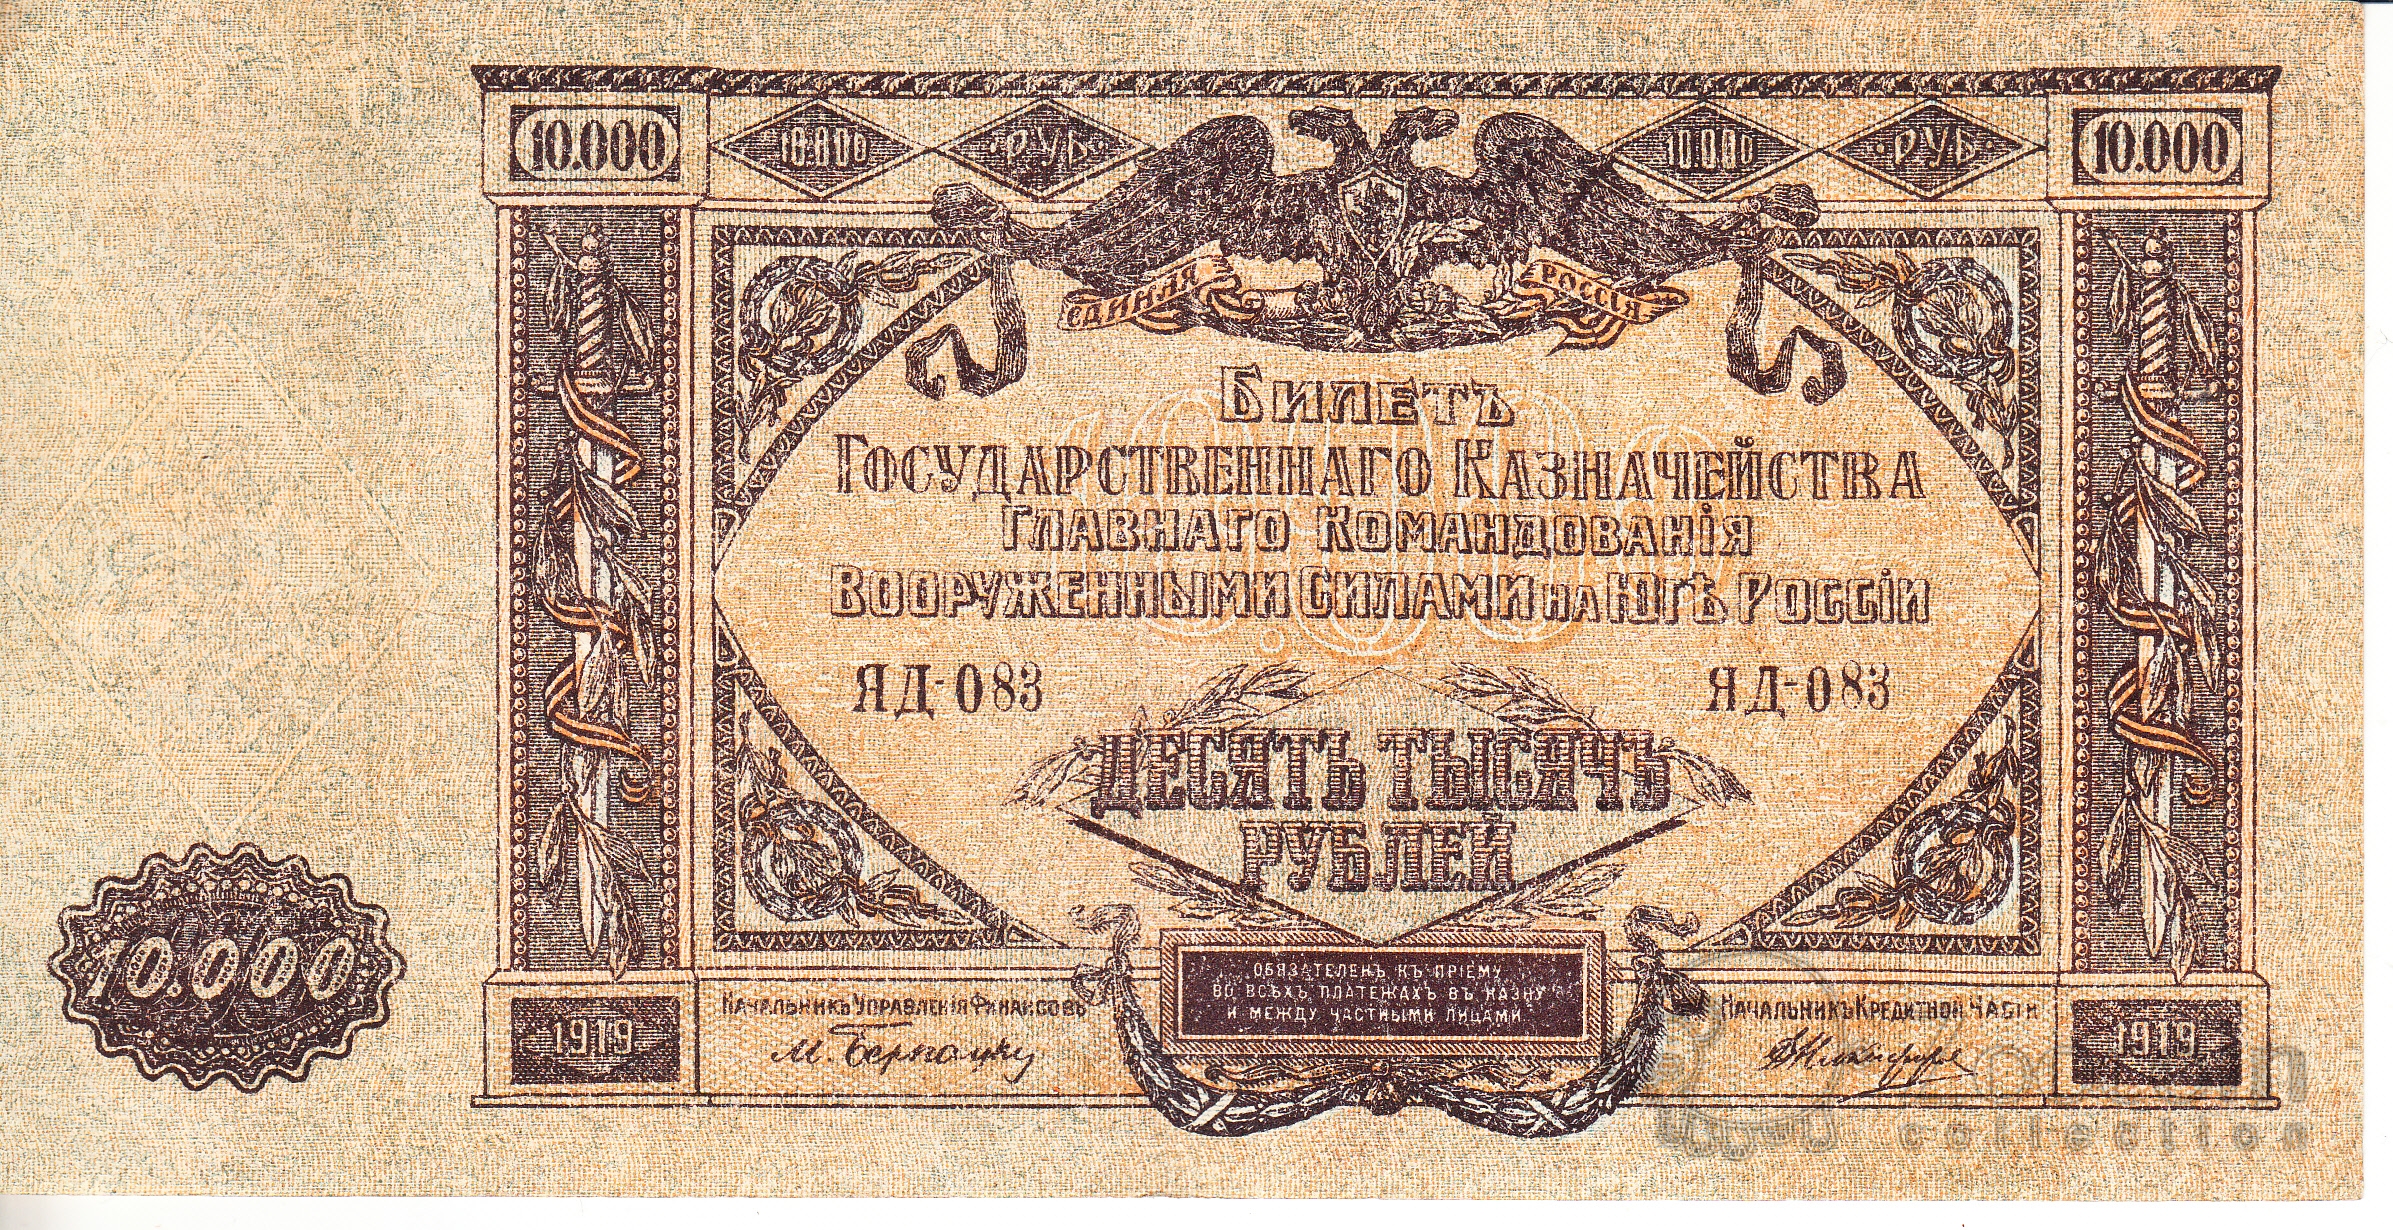 10.000 10.000 РУБ 10.000 РУБ 10.000
ЕДИНАЯ РОССІЯ
БИЛЕТЪ
ГОСУДАРСТВЕННАГО КАЗНАЧЕЙСТВА
ГЛАВНАГО КОМАНДОВАНІЯ
ВООРУЖЕННЫМИ СИЛАМИ НА ЮГѢ РОССІИ
ЯД-083 ЯД-083
ДЕСЯТЬ ТЫСЯЧЪ
РУБЛЕЙ
10.000
ОБЯЗАТЕЛЕНЪ КЪ ПРІЕМУ
ВО ВСѢХЪ ПЛАТЕЖАХЪ ВЪ КАЗНУ
И МЕЖДУ ЧАСТНЫМИ ЛИЦАМИ
НАЧАЛЬНИКЪ УПРАВЛЕНІЯ ФИНАНСОВЪ
М. Бернацкій
НАЧАЛЬНИКЪ КРЕДИТНОЙ ЧАСТИ
1919 1919
collection